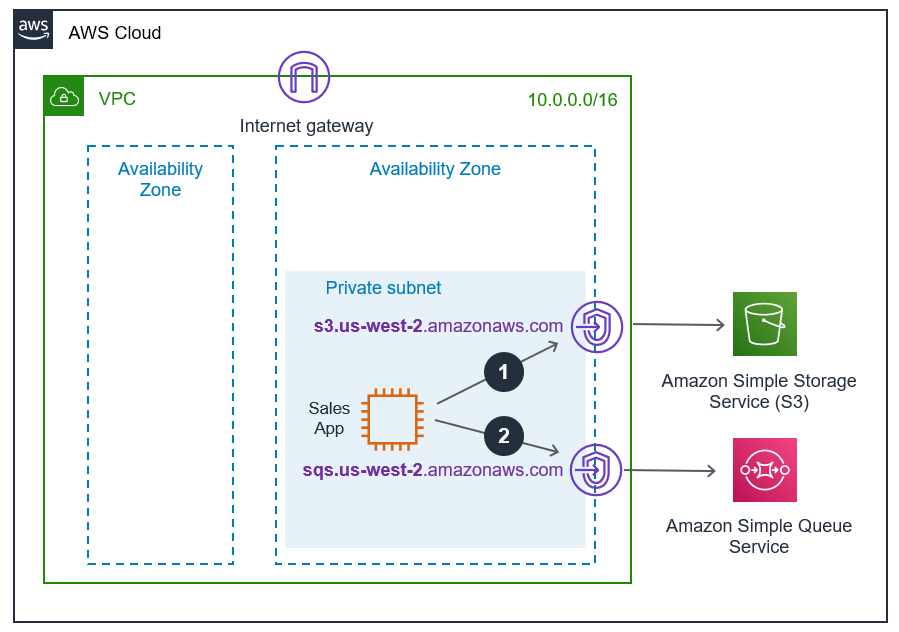 aws
AWS Cloud
VPC
10.0.0.0/16
Internet gateway
Availability
Zone
Availability Zone
Private subnet
s3.us-west-2.amazonaws.com
1
Sales
App
2
sqs.us-west-2.amazonaws.com
Amazon Simple Storage
Service (S3)
Amazon Simple Queue
Service